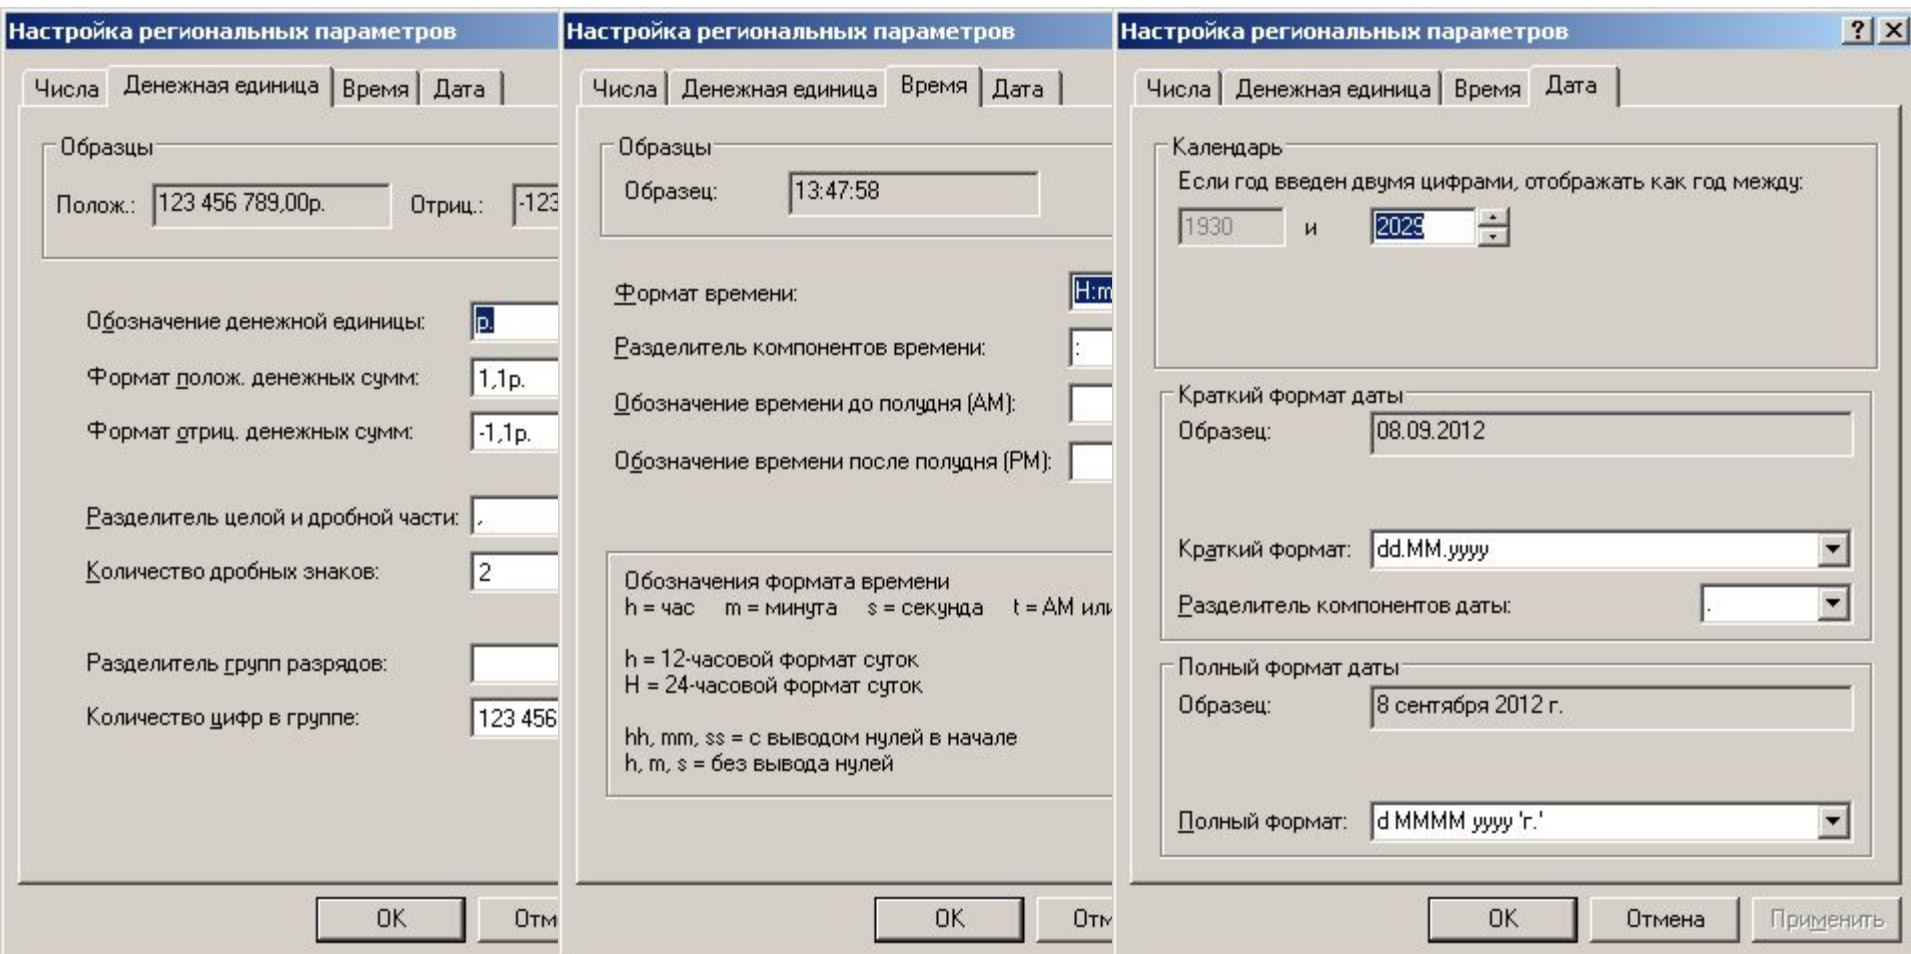 Настройка региональных параметров
Числа
Денежная единица
Время
Дата
Образцы
Полож.:
123 456 789,00р.
Отриц.:
-123
Обозначение денежной единицы:
р.
Формат полож. денежных сумм:
1,1р.
Формат отриц. денежных сумм:
-1,1р.
Разделитель целой и дробной части:
,
Количество дробных знаков:
2
Разделитель групп разрядов:
Количество цифр в группе:
123 456
OK
Отм
Настройка региональных параметров
Числа
Денежная единица
Время
Дата
Образцы
Образец:
13:47:58
Формат времени:
H:m
Разделитель компонентов времени:
:
Обозначение времени до полудня (AM):
Обозначение времени после полудня (PM):
Обозначения формата времени
h = час m = минута s = секунда t = AM или
h = 12-часовой формат суток
H = 24-часовой формат суток
hh, mm, ss = с выводом нулей в начале
h, m, s = без вывода нулей
OK
Отм
Настройка региональных параметров
Числа
Денежная единица
Время
Дата
Календарь
Если год введен двумя цифрами, отображать как год между:
1930
и
2029
Краткий формат даты
Образец:
08.09.2012
Краткий формат:
dd.MM.yyyy
Разделитель компонентов даты:
.
Полный формат даты
Образец:
8 сентября 2012 г.
Полный формат:
d MMMM yyyy 'г.'
OK
Отмена
Применить